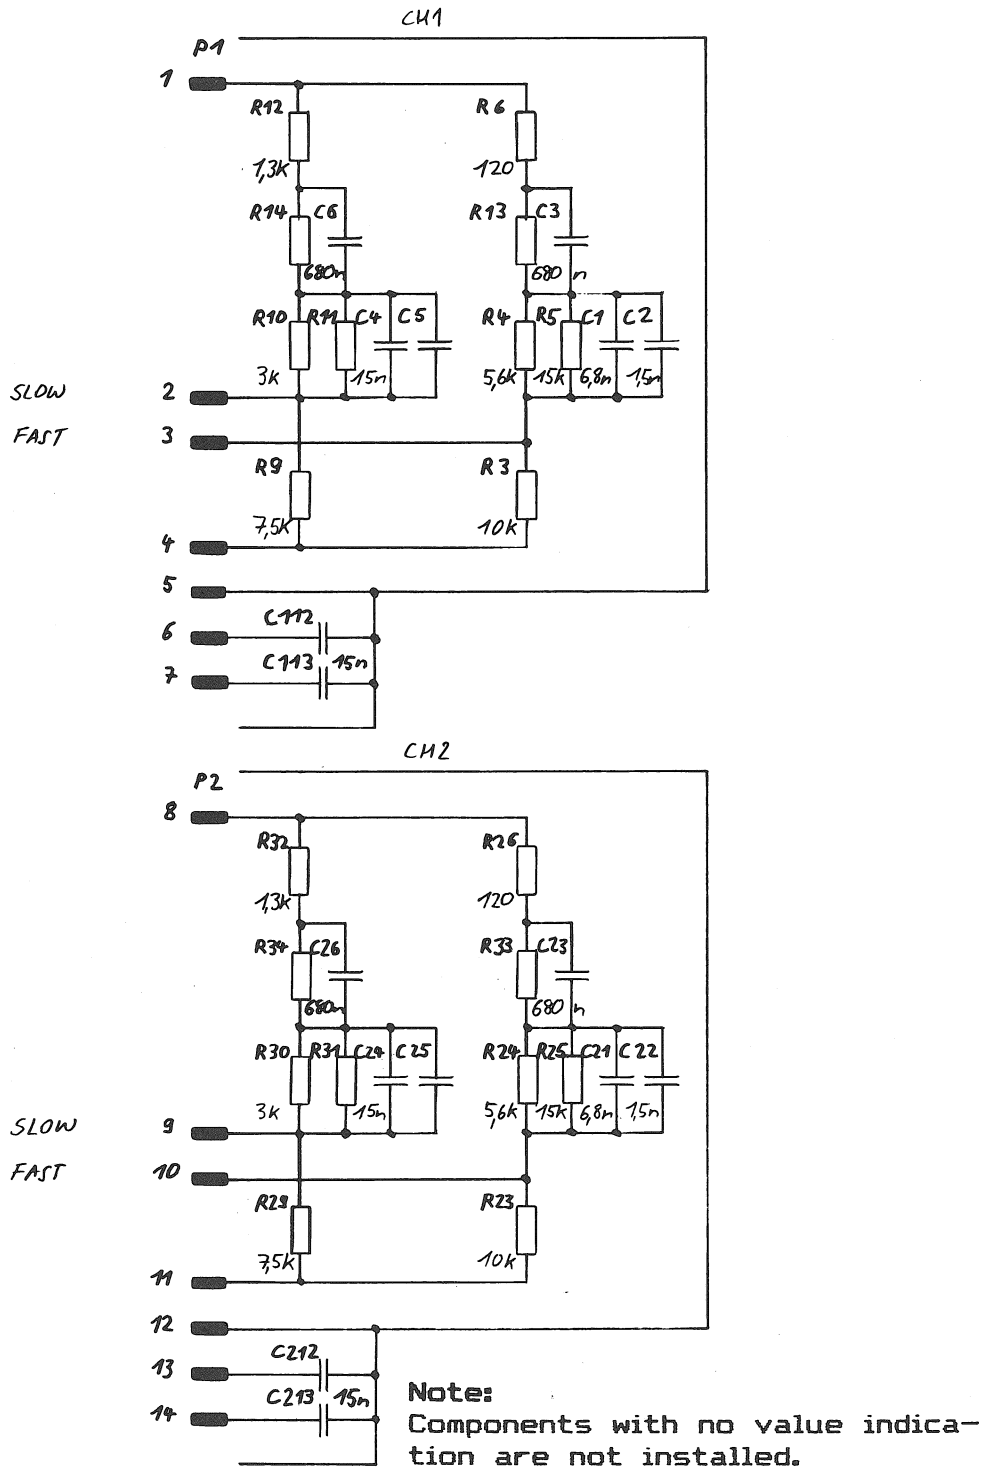 CH1
P1
1
R12 R6
1,3k 120
R14 C6 R13 C3
680n 680 n
R10 R11 C4 C5 R4 R5 C1 C2
3k 15n 5,6k 15k 6,8n 1,5n
SLOW 2
FAST 3
R9 R3
7,5k 10k
4
5
C112
6
C113 15n
7
CH2
P2
8
R32 R26
1,3k 120
R34 C26 R33 C23
680n 680 n
R30 R31 C24 C25 R24 R25 C21 C22
3k 15n 5,6k 15k 6,8n 1,5n
SLOW 9
FAST 10
R29 R23
7,5k 10k
11
12
C212
13
C213 15n
14
Note:
Components with no value indica-
tion are not installed.